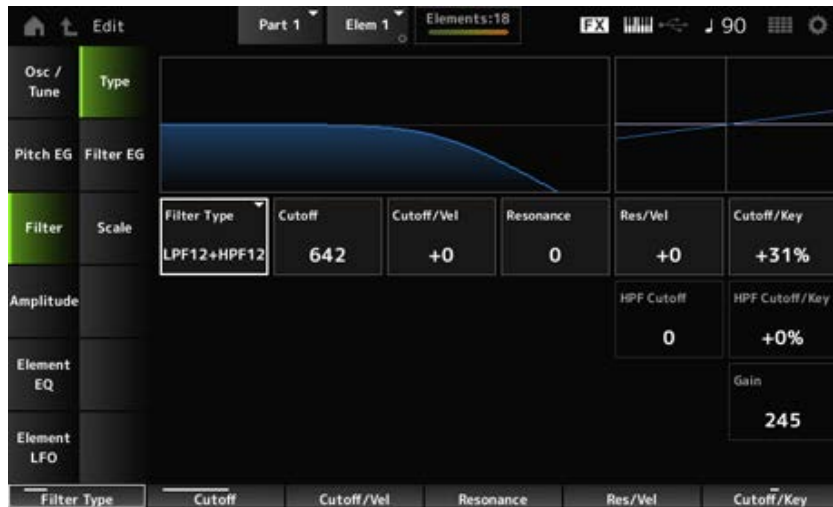 Edit
Part 1
Elem 1
Elements:18
FX
90
Osc /
Tune
Type
Pitch EG
Filter EG
Filter
Scale
Amplitude
Element
EQ
Element
LFO
Filter Type
LPF12+HPF12
Cutoff
642
Cutoff/Vel
+0
Resonance
0
Res/Vel
+0
Cutoff/Key
+31%
HPF Cutoff
0
HPF Cutoff/Key
+0%
Gain
245
Filter Type
Cutoff
Cutoff/Vel
Resonance
Res/Vel
Cutoff/Key